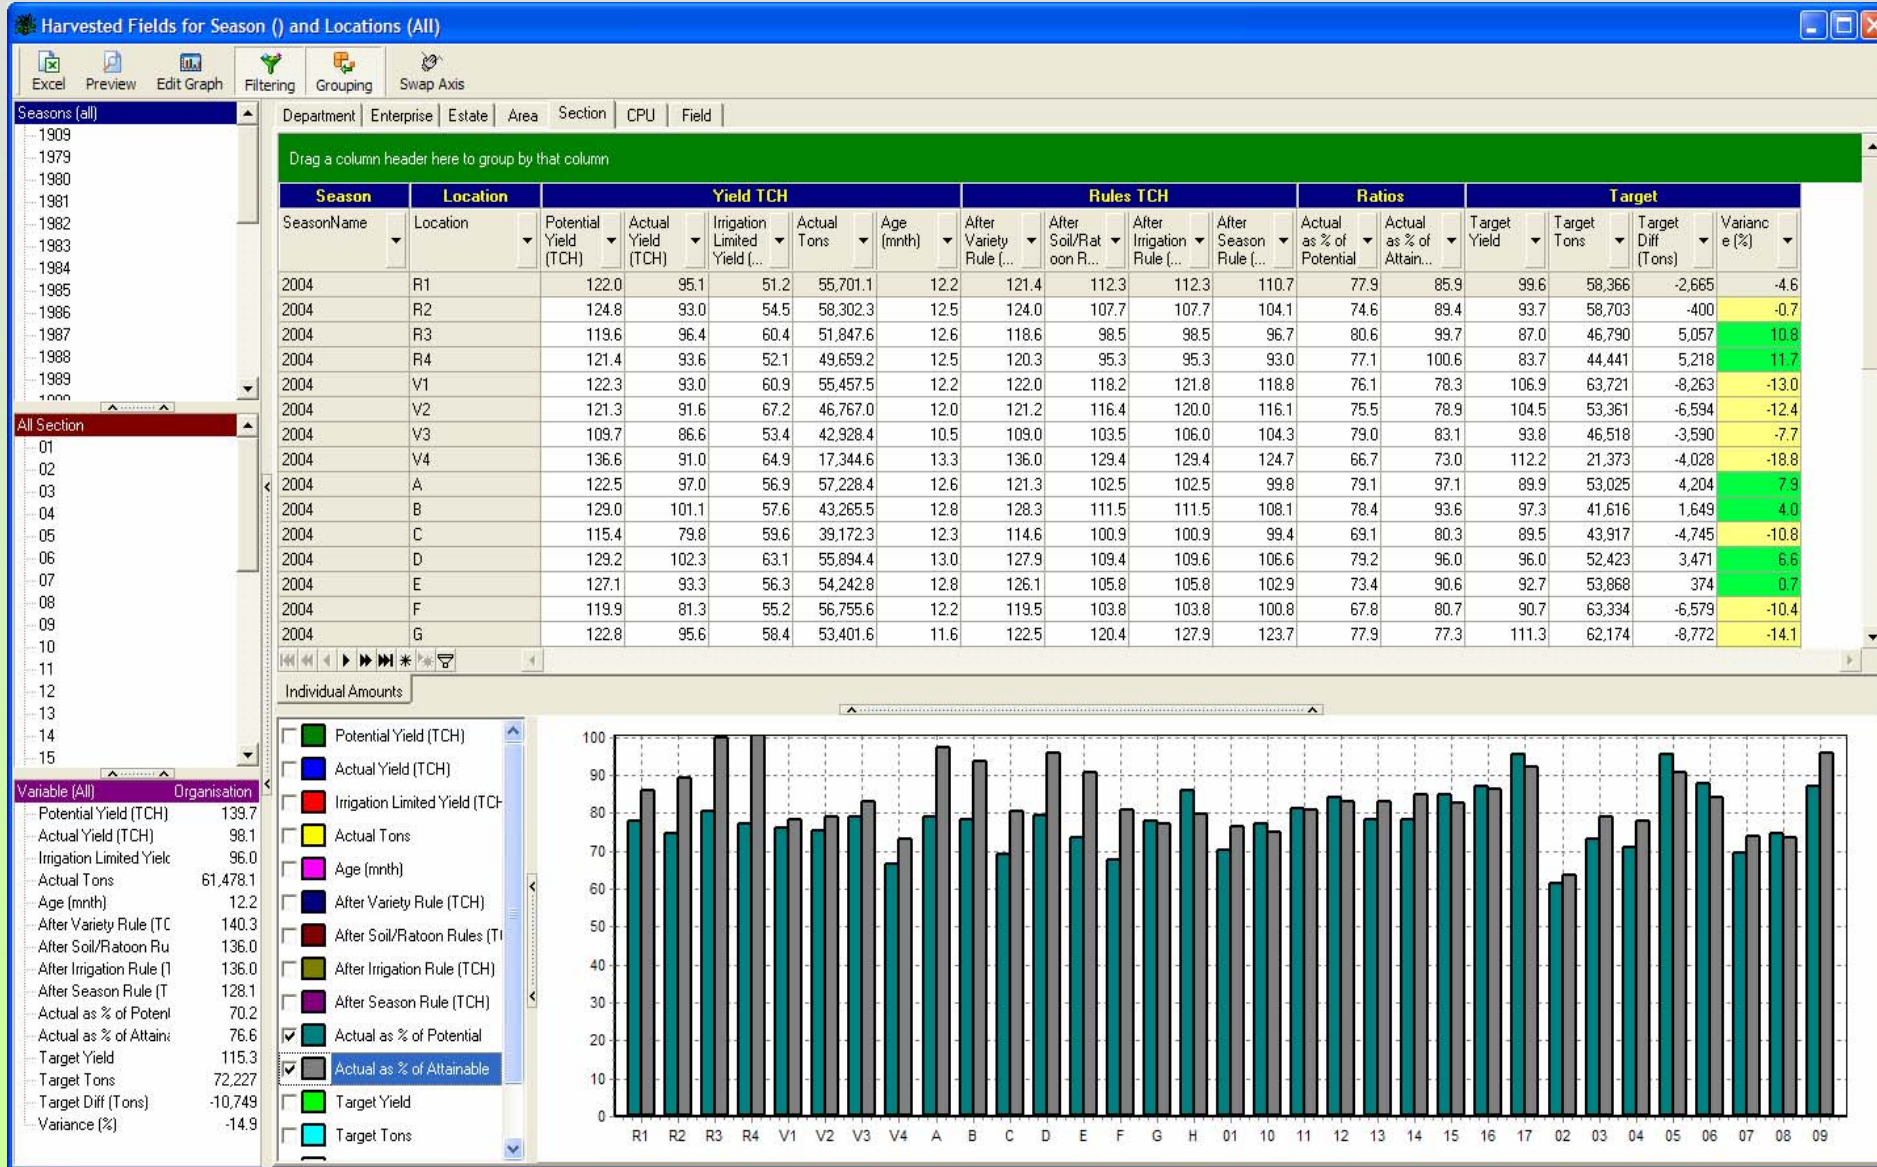 Harvested Fields for Season () and Locations (All)
Excel Preview Edit Graph Filtering Grouping Swap Axis
Seasons (all)
1909
1979
1980
1981
1982
1983
1984
1985
1986
1987
1988
1989
All Section
01
02
03
04
05
06
07
08
09
10
11
12
13
14
15
Variable (All) Organisation
Potential Yield (TCH) 139.7
Actual Yield (TCH) 98.1
Irrigation Limited Yielc 96.0
Actual Tons 61,478.1
Age (mnth) 12.2
After Variety Rule (TC 140.3
After Soil/Ratoon Ru 136.0
After Irrigation Rule (T 136.0
After Season Rule (T 128.1
Actual as % of Potenl 70.2
Actual as % of Attaina 76.6
Target Yield 115.3
Target Tons 72,227
Target Diff (Tons) -10,749
Variance (%) -14.9
Department Enterprise Estate Area Section CPU Field
Drag a column header here to group by that column
Season Location Yield TCH Rules TCH Ratios Target
SeasonName Location Potential Actual Irrigation Actual Age After After After After Actual Actual Target Target Target Varianc
Yield Yield Limited Tons (mnth) Variety Soil/Rat Irrigation Season as % of as % of Yield Tons Diff e (%)
(TCH) (TCH) Yield (... Rule (... oon R... Rule (... Rule (... Potential Attain... (Tons)
2004 R1 122.0 95.1 51.2 55,701.1 12.2 121.4 112.3 112.3 110.7 77.9 85.9 99.6 58,366 -2,665 -4.6
2004 R2 124.8 93.0 54.5 58,302.3 12.5 124.0 107.7 107.7 104.1 74.6 89.4 93.7 58,703 -400 -0.7
2004 R3 119.6 96.4 60.4 51,847.6 12.6 118.6 98.5 98.5 96.7 80.6 99.7 87.0 46,790 5,057 10.8
2004 R4 121.4 93.6 52.1 49,659.2 12.5 120.3 95.3 95.3 93.0 77.1 100.6 83.7 44,441 5,218 11.7
2004 V1 122.3 93.0 60.9 55,457.5 12.2 122.0 118.2 121.8 118.8 76.1 78.3 106.9 63,721 -8,263 -13.0
2004 V2 121.3 91.6 67.2 46,767.0 12.0 121.2 116.4 120.0 116.1 75.5 78.9 104.5 53,361 -6,594 -12.4
2004 V3 109.7 86.6 53.4 42,928.4 10.5 109.0 103.5 106.0 104.3 79.0 83.1 93.8 46,518 -3,590 -7.7
2004 V4 136.6 91.0 64.9 17,344.6 13.3 136.0 129.4 129.4 124.7 66.7 73.0 112.2 21,373 -4,028 -18.8
2004 A 122.5 97.0 56.9 57,228.4 12.6 121.3 102.5 102.5 99.8 79.1 97.1 89.9 53,025 4,204 7.9
2004 B 129.0 101.1 57.6 43,265.5 12.8 128.3 111.5 111.5 108.1 78.4 93.6 97.3 41,616 1,649 4.0
2004 C 115.4 79.8 59.6 39,172.3 12.3 114.6 100.9 100.9 99.4 69.1 80.3 89.5 43,917 -4,745 -10.8
2004 D 129.2 102.3 63.1 55,894.4 13.0 127.9 109.4 109.6 106.6 79.2 96.0 96.0 52,423 3,471 6.6
2004 E 127.1 93.3 56.3 54,242.8 12.8 126.1 105.8 105.8 102.9 73.4 90.6 92.7 53,868 374 0.7
2004 F 119.9 81.3 55.2 56,755.6 12.2 119.5 103.8 103.8 100.8 67.8 80.7 90.7 63,334 -6,579 -10.4
2004 G 122.8 95.6 58.4 53,401.6 11.6 122.5 120.4 127.9 123.7 77.9 77.3 111.3 62,174 -8,772 -14.1
Individual Amounts
Potential Yield (TCH)
Actual Yield (TCH)
Irrigation Limited Yield (TCH
Actual Tons
Age (mnth)
After Variety Rule (TCH)
After Soil/Ratoon Rules (T
After Irrigation Rule (TCH)
After Season Rule (TCH)
Actual as % of Potential
Actual as % of Attainable
Target Yield
Target Tons
100
90
80
70
60
50
40
30
20
10
0
R1 R2 R3 R4 V1 V2 V3 V4 A B C D E F G H 01 10 11 12 13 14 15 16 17 02 03 04 05 06 07 08 09